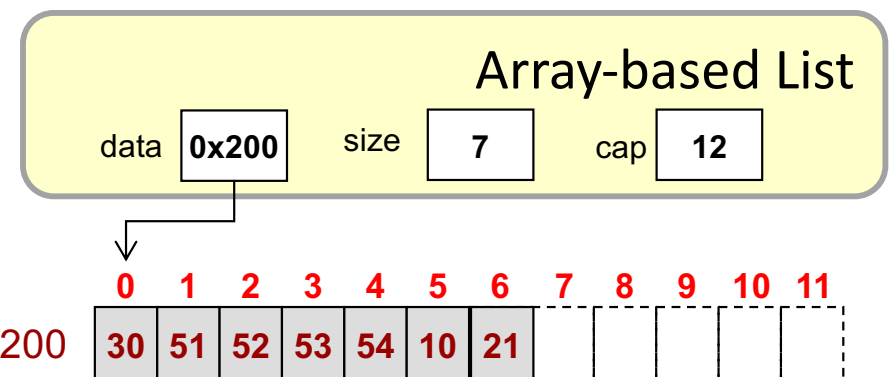 Array-based List
data 0x200 size 7 cap 12
0 1 2 3 4 5 6 7 8 9 10 11
200 30 51 52 53 54 10 21